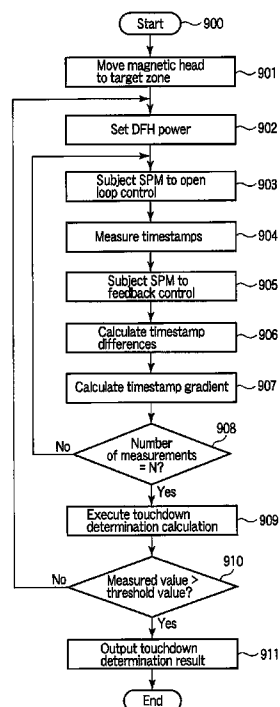 Start
900
Move magnetic head
to target zone
901
Set DFH power
902
Subject SPM to open
loop control
903
Measure timestamps
904
Subject SPM to
feedback control
905
Calculate timestamp
differences
906
Calculate timestamp gradient
907
908
Number
of measurements
= N?
No
Yes
Execute touchdown
determination calculation
909
910
Measured value >
threshold value?
No
Yes
Output touchdown
determination result
911
End